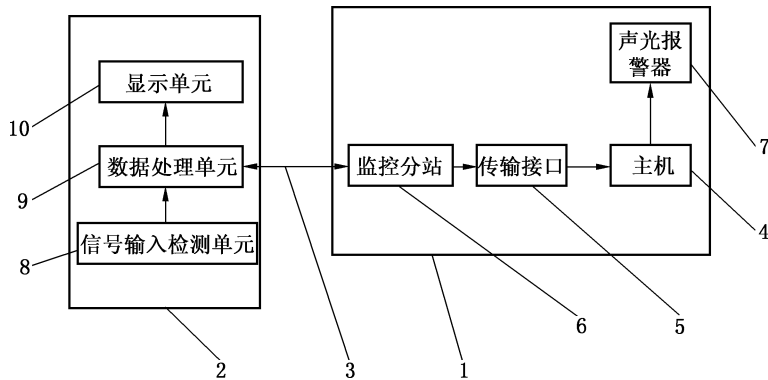 声光报
警器
显示单元
10
7
数据处理单元
监控分站
传输接口
主机
9
4
信号输入检测单元
8
6
5
2
3
1